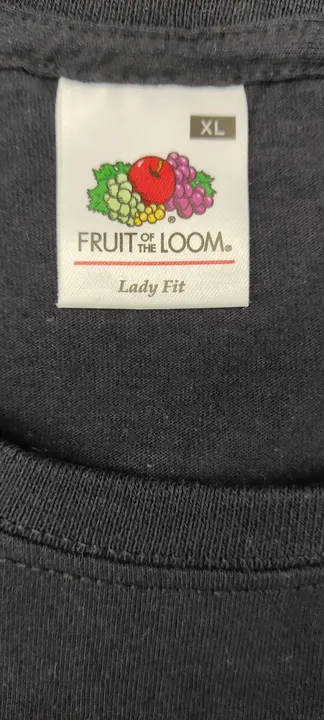 XL
®
FRUIT OF THE LOOM®
Lady Fit